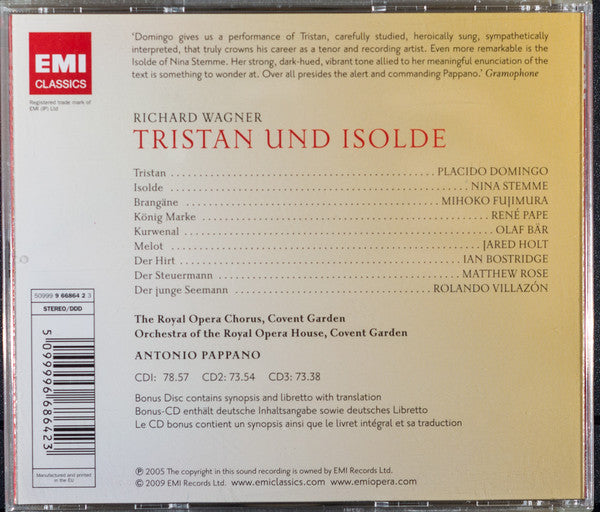 EMI
CLASSICS
Registered trade mark of
EMI (IP) Ltd
'Domingo gives us a performance of Tristan, carefully studied, heroically sung, sympathetically
interpreted, that truly crowns his career as a tenor and recording artist. Even more remarkable is the
Isolde of Nina Stemme. Her strong, dark-hued, vibrant tone allied to her meaningful enunciation of the
text is something to wonder at. Over all presides the alert and commanding Pappano.' Gramophone
RICHARD WAGNER
TRISTAN UND ISOLDE
Tristan ........................ PLACIDO DOMINGO
Isolde ........................ NINA STEMME
Brangäne ........................ MIHOKO FUJIMURA
König Marke ........................ RENÉ PAPE
Kurwenal ........................ OLAF BÄR
Melot ........................ JARED HOLT
Der Hirt ........................ IAN BOSTRIDGE
Der Steuermann ........................ MATTHEW ROSE
Der junge Seemann ........................ ROLANDO VILLAZÓN
The Royal Opera Chorus, Covent Garden
Orchestra of the Royal Opera House, Covent Garden
ANTONIO PAPPANO
CD1: 78.57 CD2: 73.54 CD3: 73.38
Bonus Disc contains synopsis and libretto with translation
Bonus-CD enthält deutsche Inhaltsangabe sowie deutsches Libretto
Le CD bonus contient un synopsis ainsi que le livret intégral et sa traduction
℗ 2005 The copyright in this sound recording is owned by EMI Records Ltd.
© 2009 EMI Records Ltd. www.emiclassics.com www.emiopera.com
50999 9 66864 2 3
STEREO/DDD
5 099996 686423
Manufactured and printed
in the EU